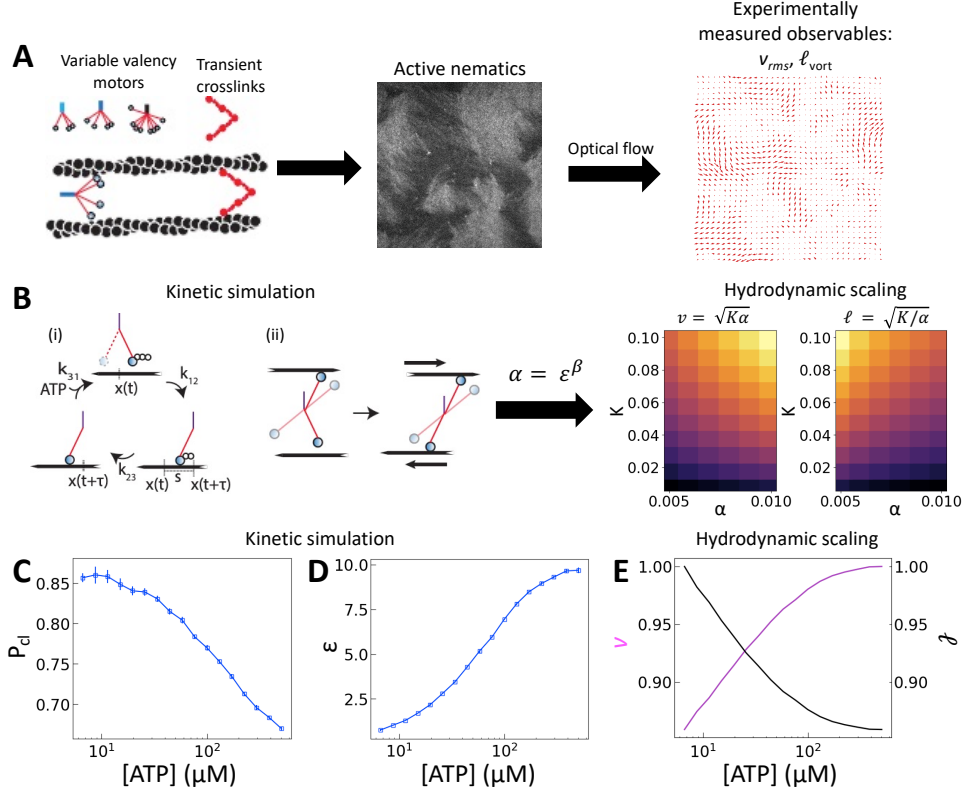 A
Variable valency
motors
Transient
crosslinks
Active nematics
Optical flow
Experimentally
measured observables:
v_rms, ℓ_vort
B
Kinetic simulation
(i)
k31
ATP
x(t)
k12
k23
x(t+τ)
x(t)
s
x(t+τ)
(ii)
α = ε^β
Hydrodynamic scaling
v = √Kα
ℓ = √K/α
K
0.10
0.08
0.06
0.04
0.02
0.005
0.010
α
K
0.10
0.08
0.06
0.04
0.02
0.005
0.010
α
Kinetic simulation
Hydrodynamic scaling
C
P_cl
0.85
0.80
0.75
0.70
10^1
10^2
[ATP] (μM)
D
ε
10.0
7.5
5.0
2.5
10^1
10^2
[ATP] (μM)
E
v
1.00
0.95
0.90
1.00
0.95
0.90
ℓ
10^1
10^2
[ATP] (μM)